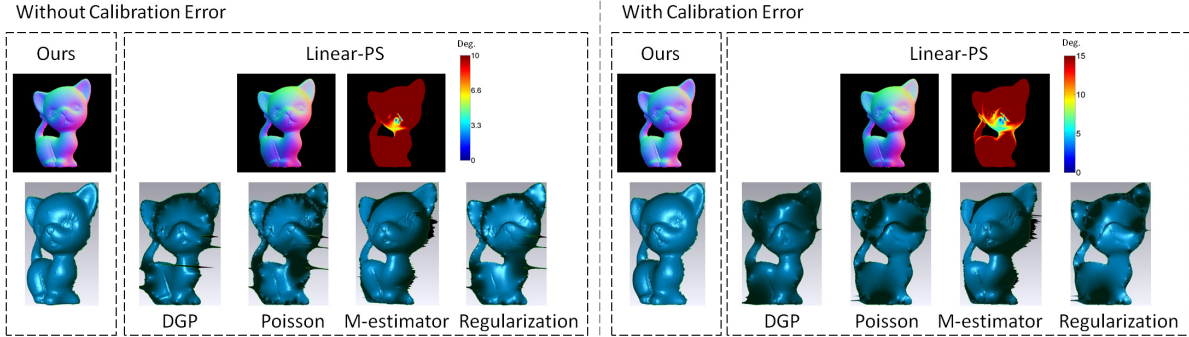 Without Calibration Error
With Calibration Error
Ours
Linear-PS
Deg.
10
6.6
3.3
0
DGP
Poisson
M-estimator
Regularization
Ours
Linear-PS
Deg.
15
10
5
0
DGP
Poisson
M-estimator
Regularization